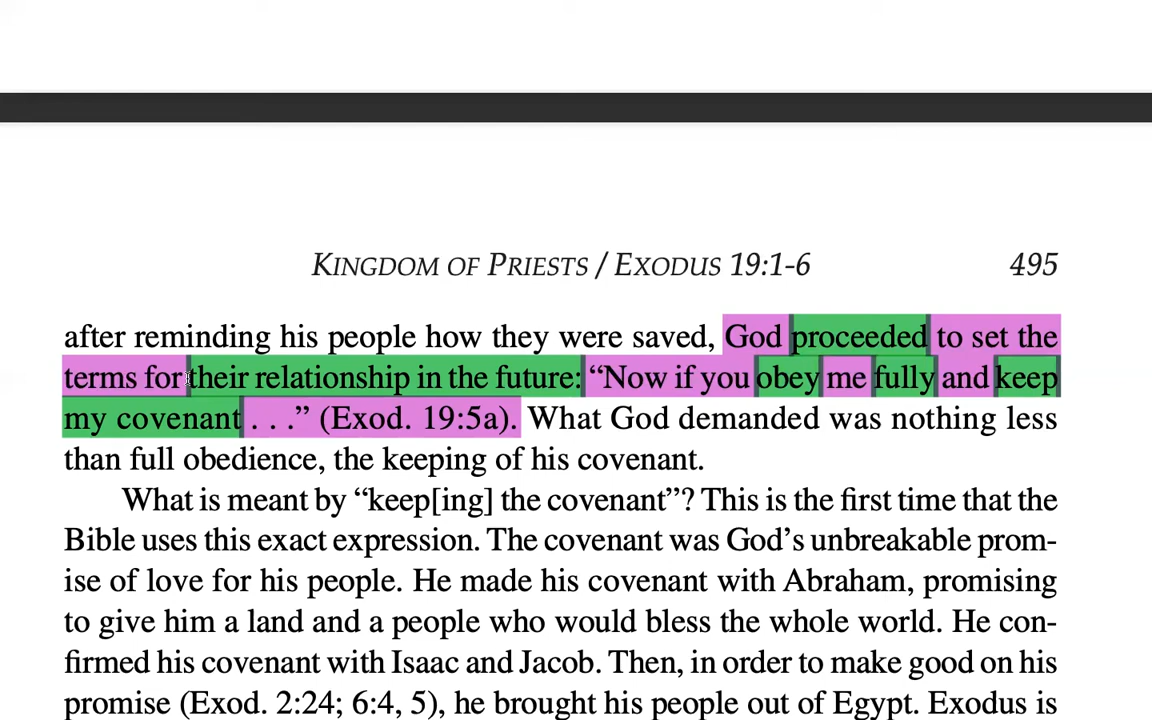 KINGDOM OF PRIESTS / EXODUS 19:1-6 495
after reminding his people how they were saved, God proceeded to set the
terms for their relationship in the future: “Now if you obey me fully and keep
my covenant . . .” (Exod. 19:5a). What God demanded was nothing less
than full obedience, the keeping of his covenant.
What is meant by “keep[ing] the covenant”? This is the first time that the
Bible uses this exact expression. The covenant was God’s unbreakable prom-
ise of love for his people. He made his covenant with Abraham, promising
to give him a land and a people who would bless the whole world. He con-
firmed his covenant with Isaac and Jacob. Then, in order to make good on his
promise (Exod. 2:24; 6:4, 5), he brought his people out of Egypt. Exodus is